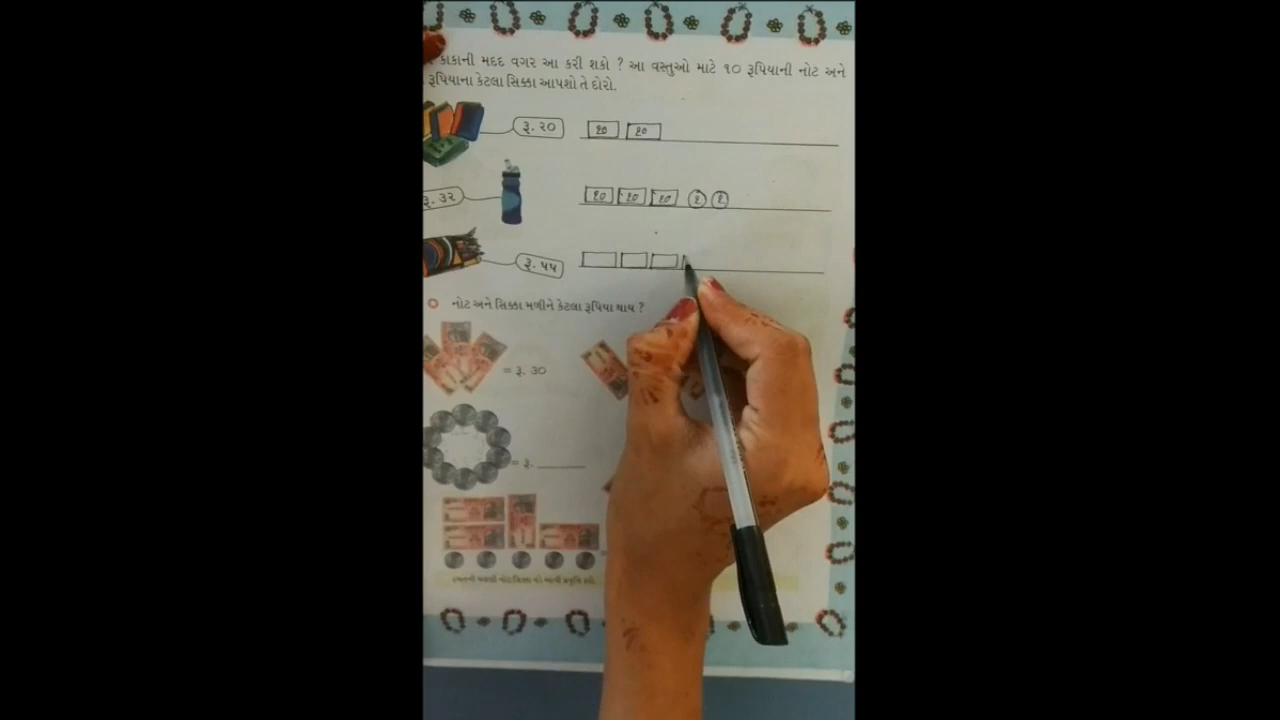 કાકાની મદદ વગર આ કરી શકો ? આ વસ્તુઓ માટે ૧૦ રૂપિયાની નોટ અને
રૂપિયાના કેટલા સિક્કા આપશો તે દોરો.
રૂ. ૨૦ ૧૦ ૧૦
રૂ. ૩૨ ૧૦ ૧૦ ૧૦ ૧ ૧
રૂ. ૫૫
નોટ અને સિક્કા મળીને કેટલા રૂપિયા થાય ?
= રૂ. ૩૦
= રૂ.